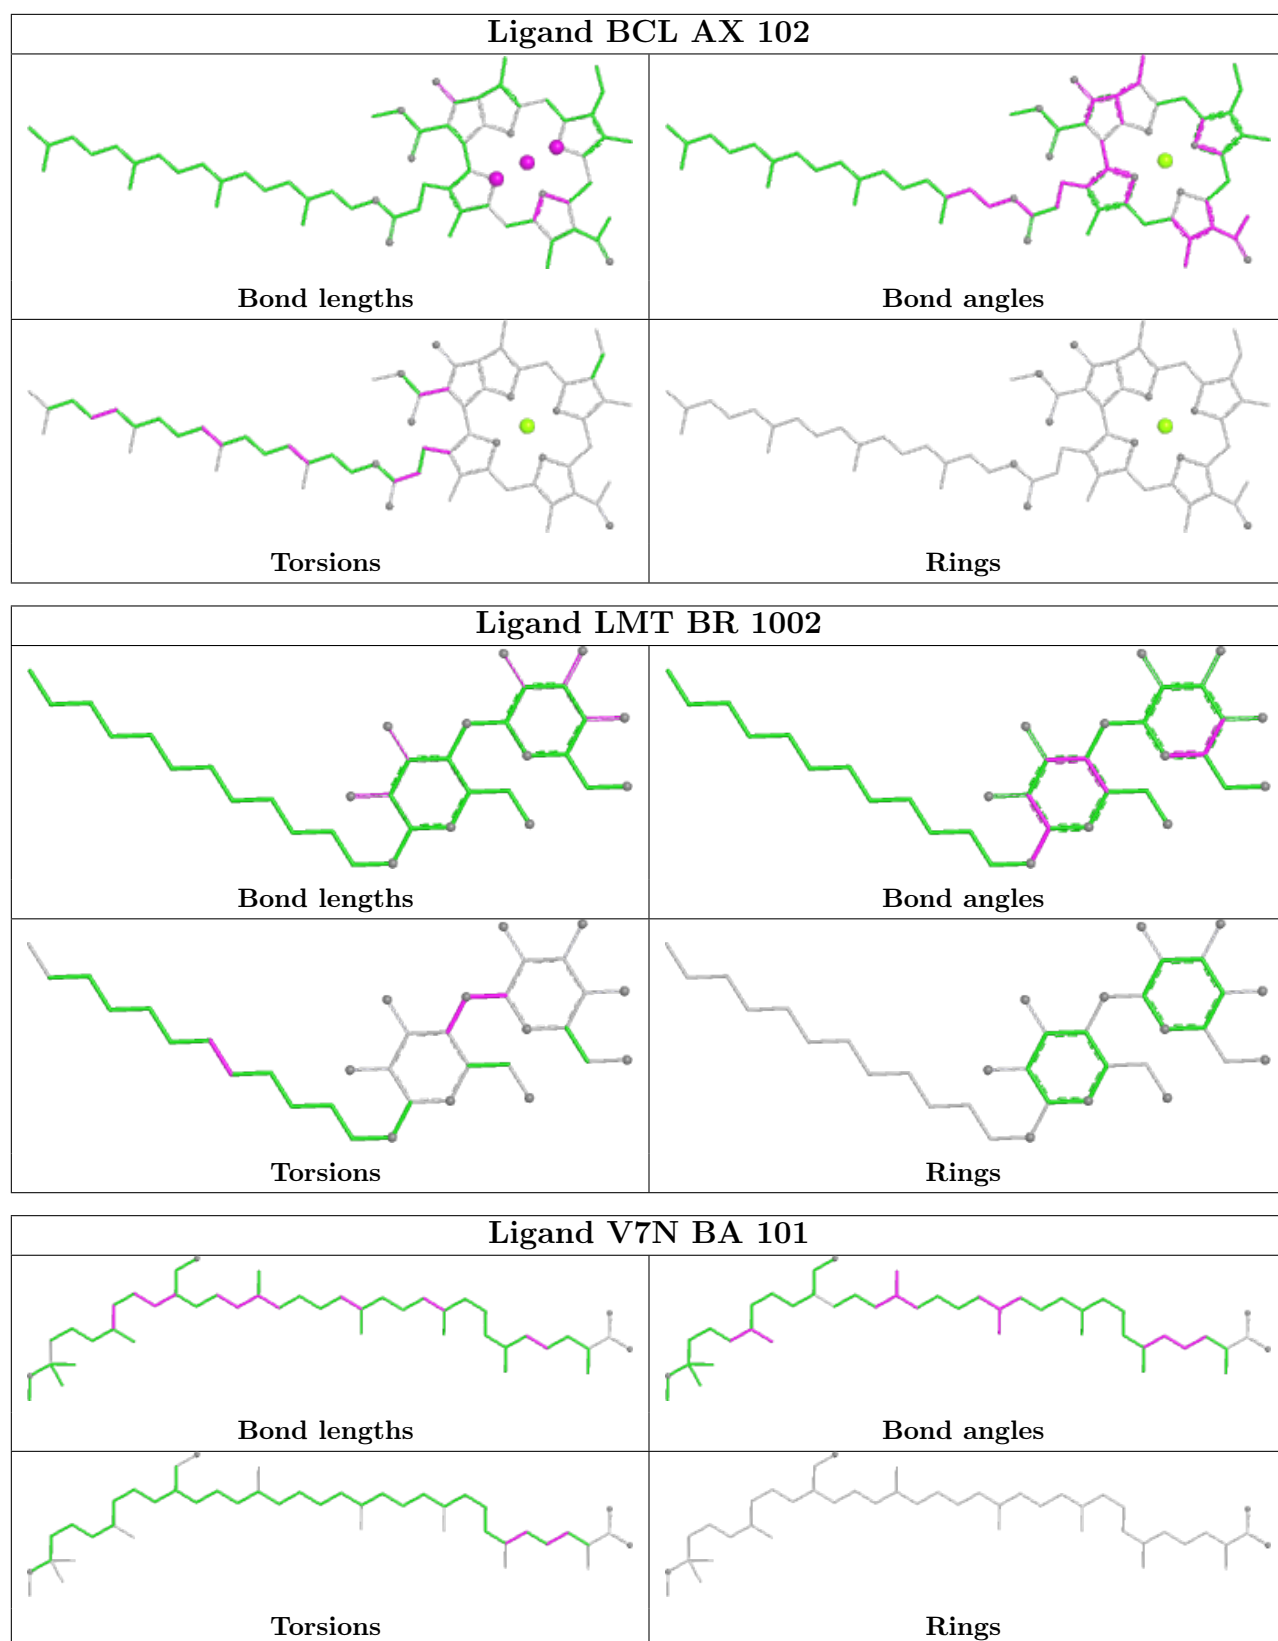 Ligand BCL AX 102
Bond lengths
Bond angles
Torsions
Rings
Ligand LMT BR 1002
Bond lengths
Bond angles
Torsions
Rings
Ligand V7N BA 101
Bond lengths
Bond angles
Torsions
Rings